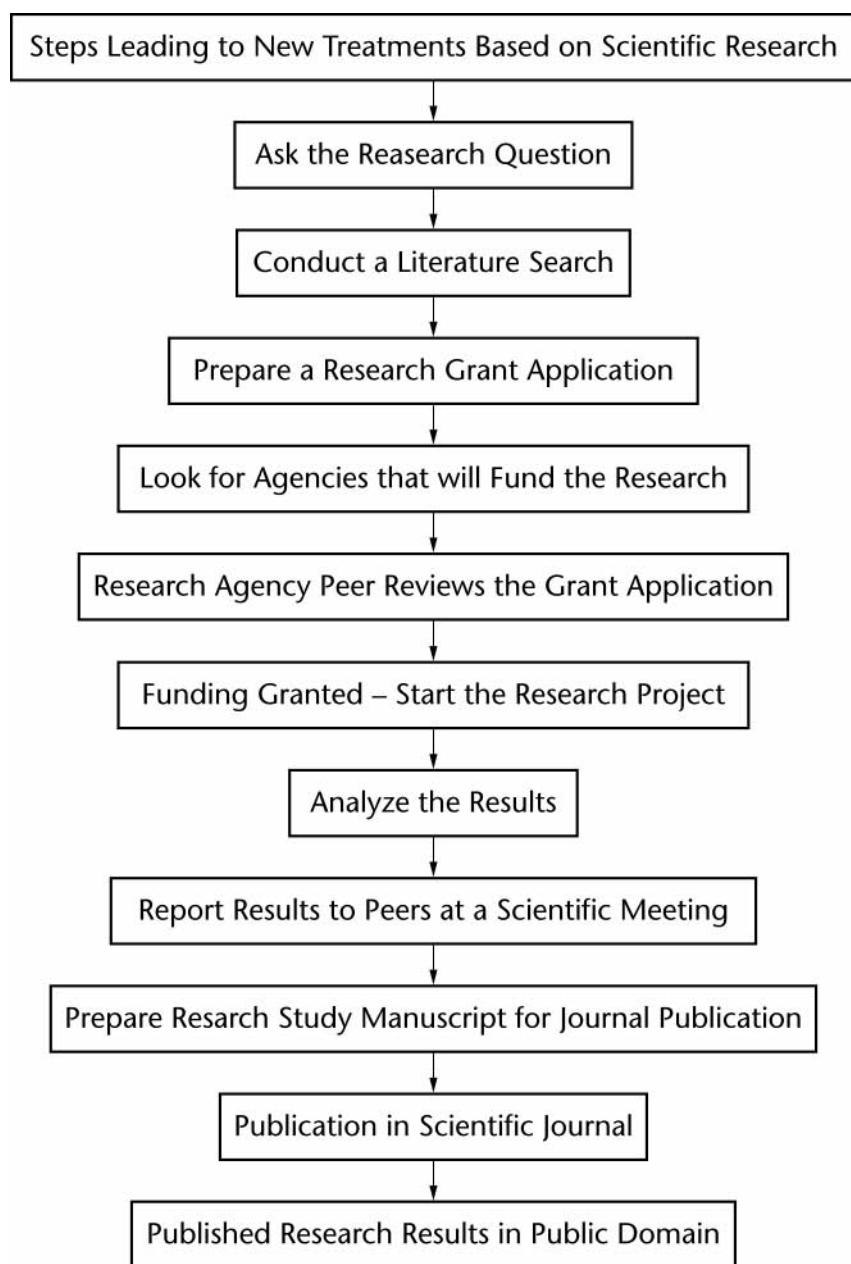 Steps Leading to New Treatments Based on Scientific Research
Ask the Reasearch Question
Conduct a Literature Search
Prepare a Research Grant Application
Look for Agencies that will Fund the Research
Research Agency Peer Reviews the Grant Application
Funding Granted – Start the Research Project
Analyze the Results
Report Results to Peers at a Scientific Meeting
Prepare Resarch Study Manuscript for Journal Publication
Publication in Scientific Journal
Published Research Results in Public Domain